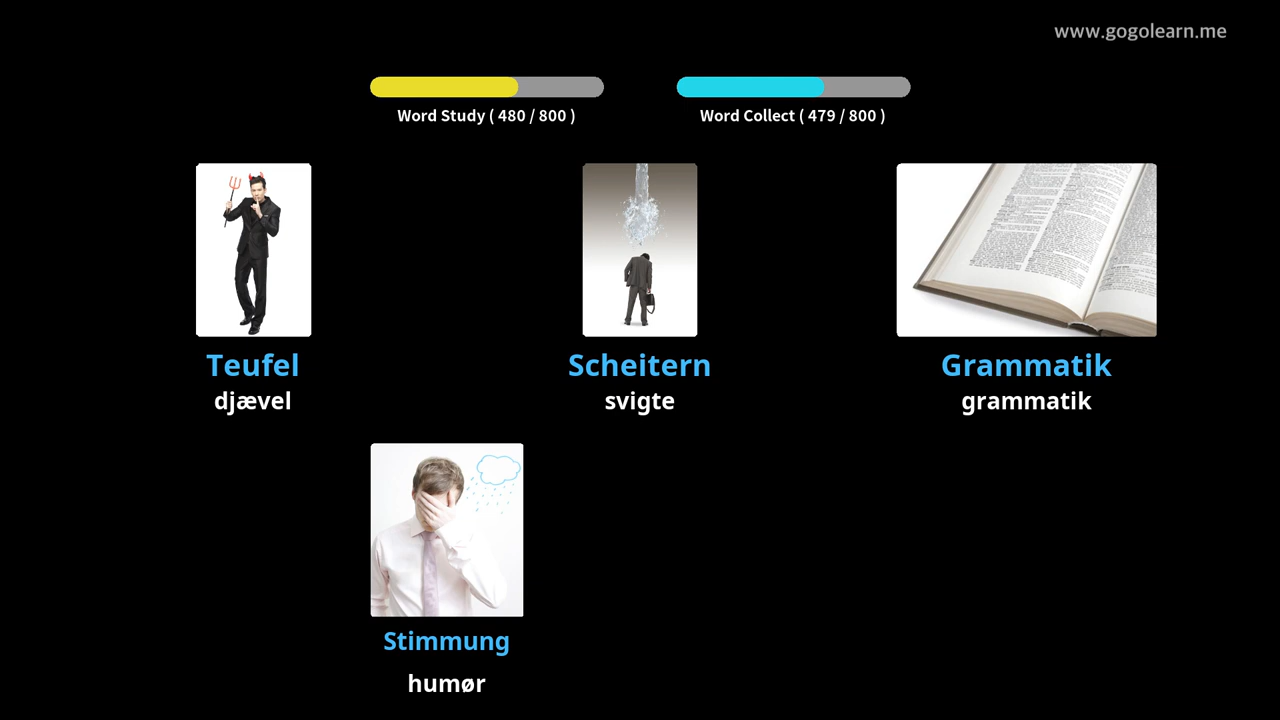 www.gogolearn.me
Word Study ( 480 / 800 )
Word Collect ( 479 / 800 )
Teufel
djævel
Scheitern
svigte
Grammatik
grammatik
Stimmung
humør